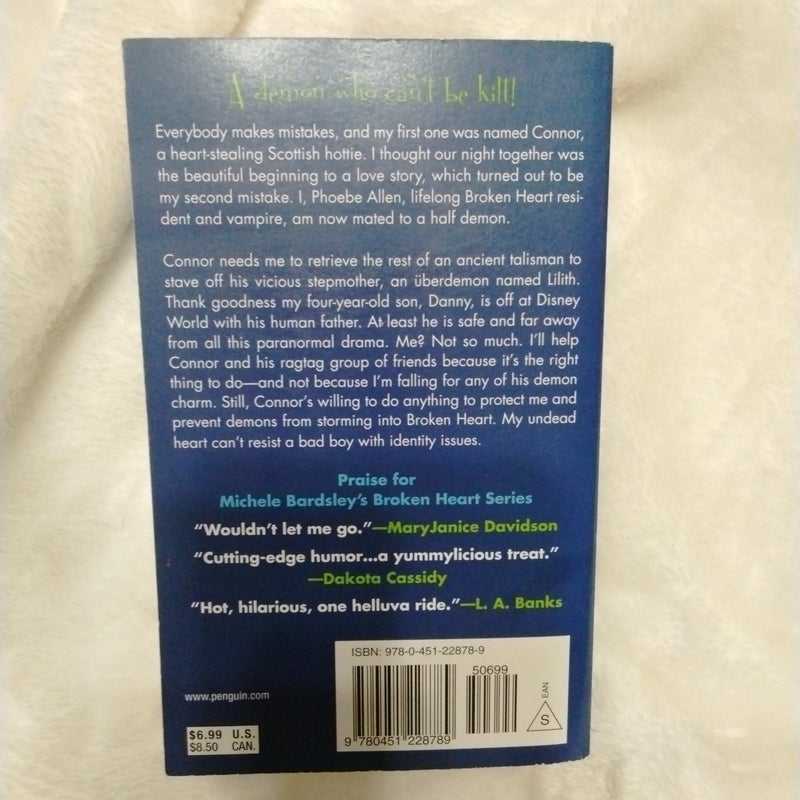 A demon who can't be kilt!
Everybody makes mistakes, and my first one was named Connor,
a heart-stealing Scottish hottie. I thought our night together was
the beautiful beginning to a love story, which turned out to be
my second mistake. I, Phoebe Allen, lifelong Broken Heart resi-
dent and vampire, am now mated to a half demon.
Connor needs me to retrieve the rest of an ancient talisman to
stave off his vicious stepmother, an überdemon named Lilith.
Thank goodness my four-year-old son, Danny, is off at Disney
World with his human father. At least he is safe and far away
from all this paranormal drama. Me? Not so much. I'll help
Connor and his ragtag group of friends because it's the right
thing to do—and not because I'm falling for any of his demon
charm. Still, Connor's willing to do anything to protect me and
prevent demons from storming into Broken Heart. My undead
heart can't resist a bad boy with identity issues.
Praise for
Michele Bardsley's Broken Heart Series
"Wouldn't let me go."—MaryJanice Davidson
"Cutting-edge humor...a yummylicious treat."
—Dakota Cassidy
"Hot, hilarious, one helluva ride."—L. A. Banks
ISBN: 978-0-451-22878-9
50699
EAN
S
9 780451 228789
www.penguin.com
$6.99 U.S.
$8.50 CAN.